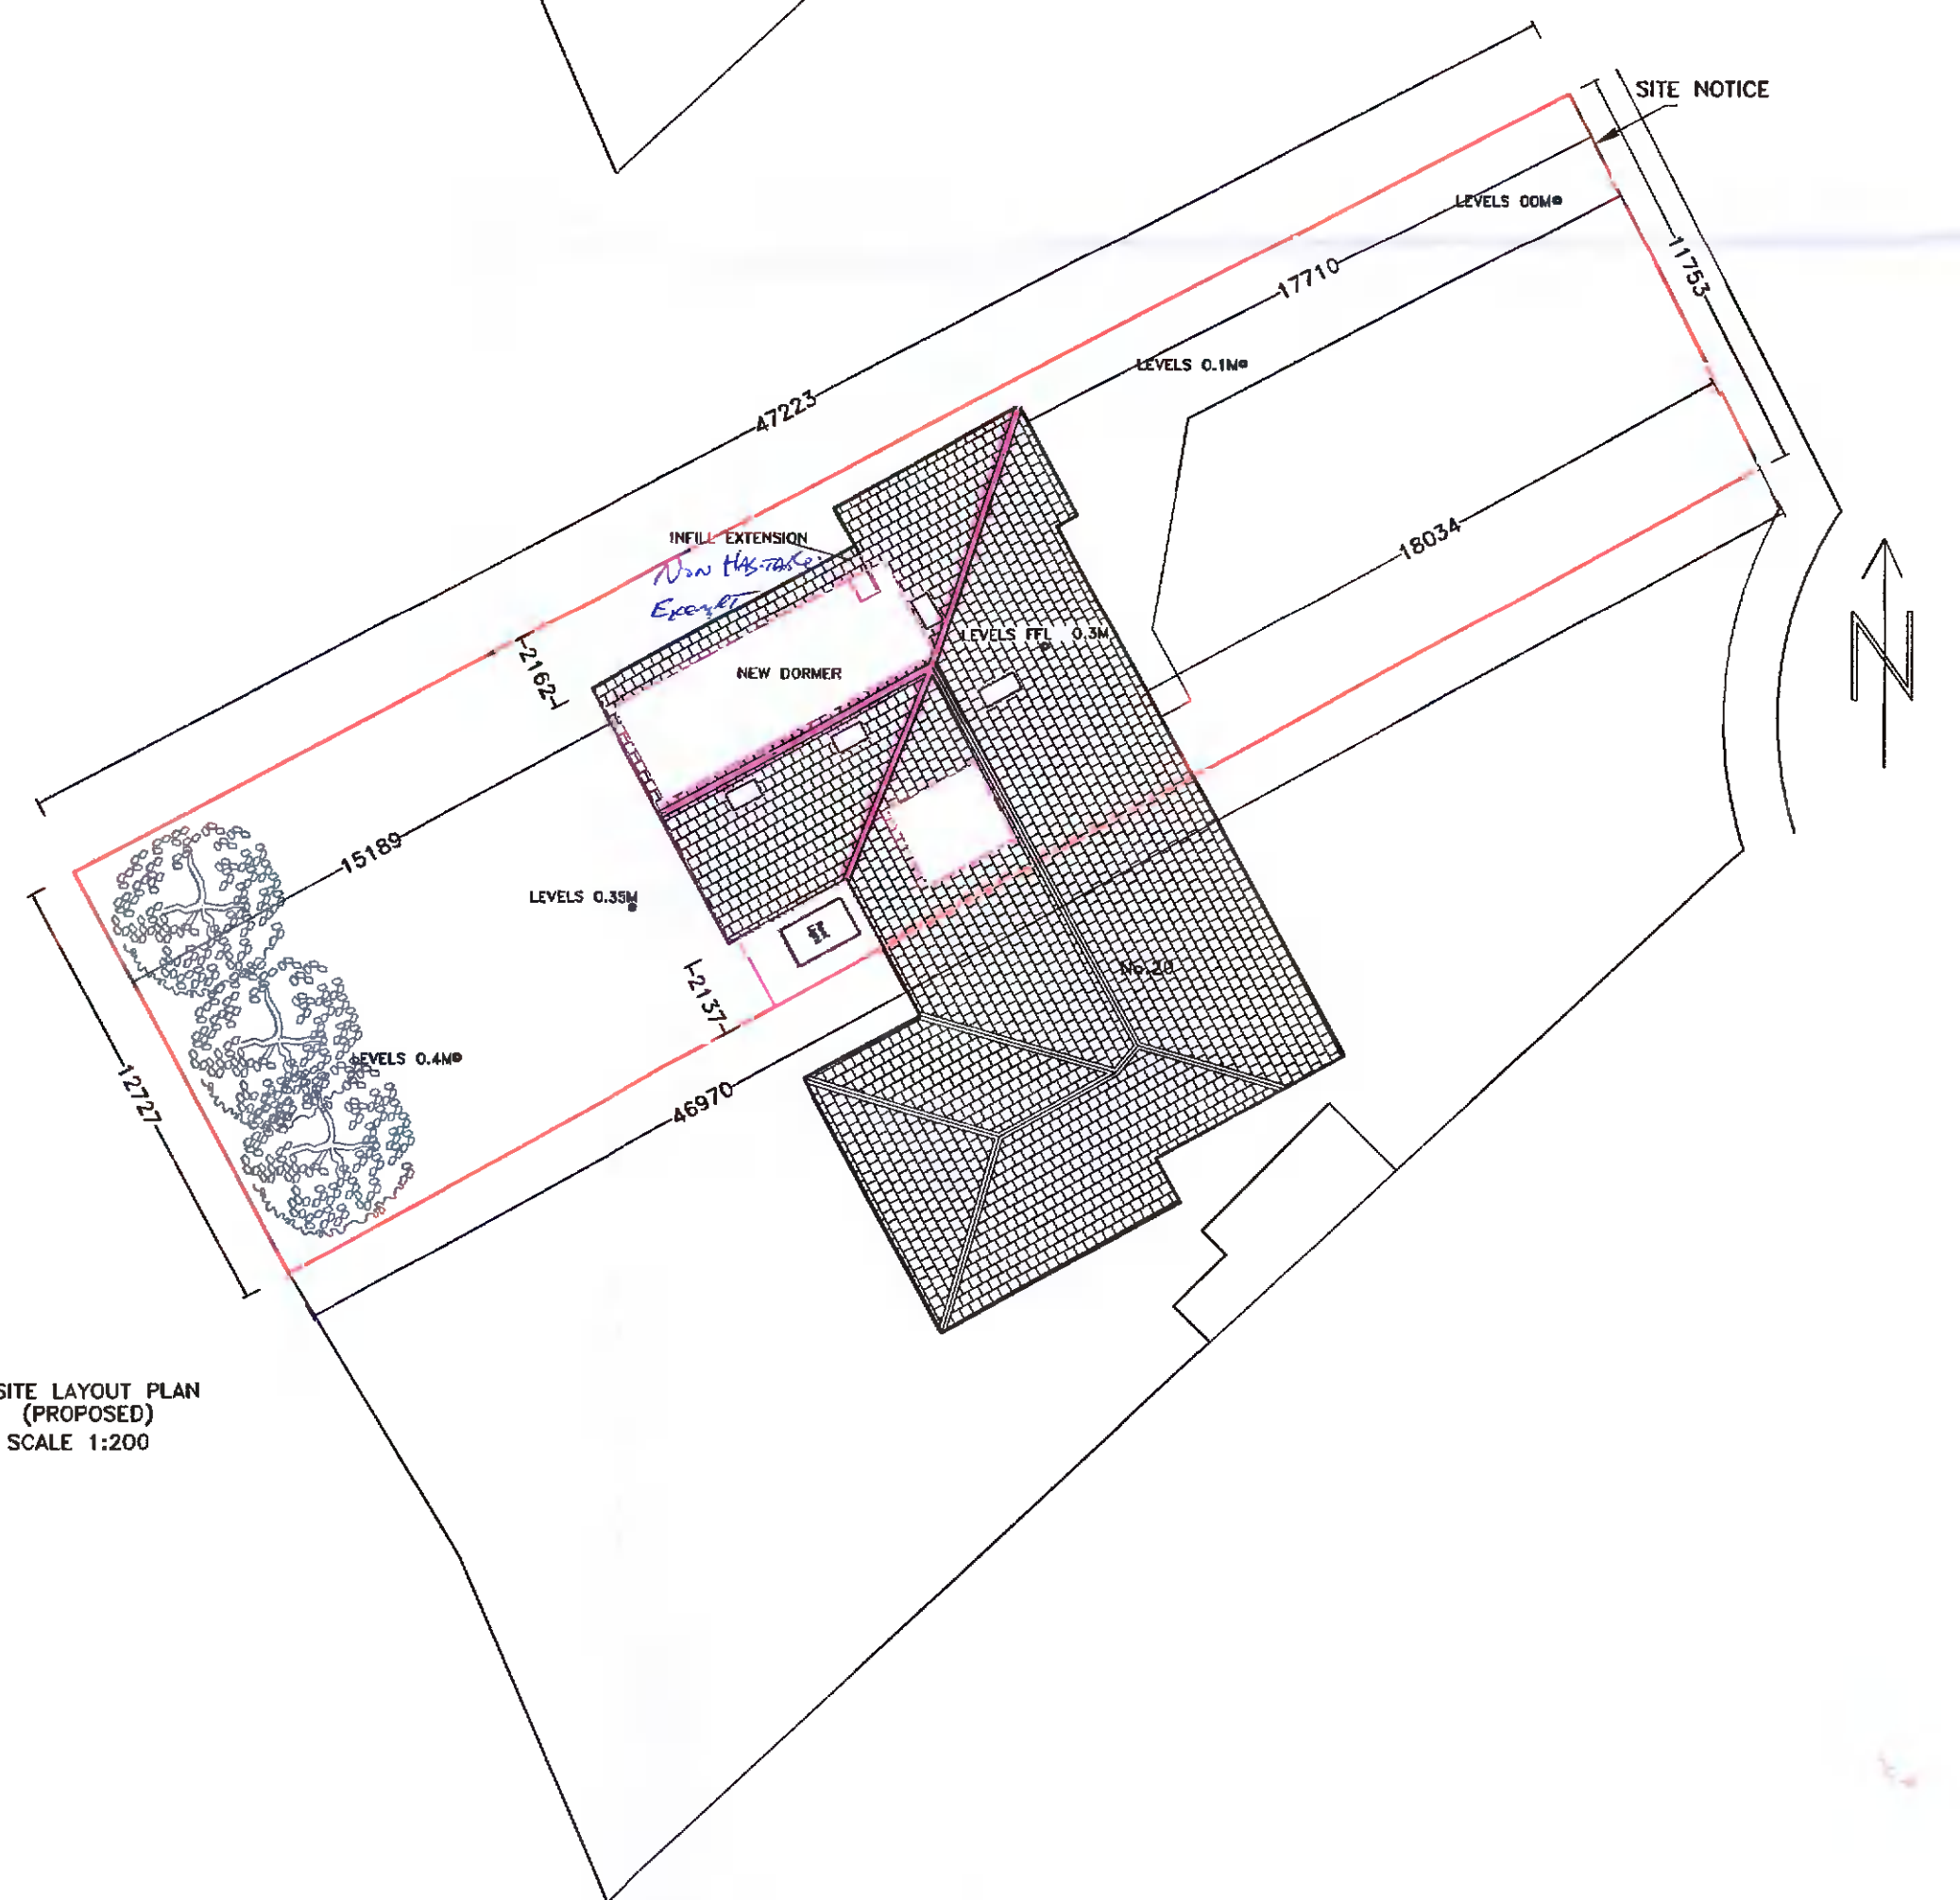 SITE NOTICE
LEVELS 00M
11753
17710
LEVELS 0.1M
47223
18034
INFILL EXTENSION
Non Habitable
Exempt
LEVELS FFL 0.3M
2162
NEW DORMER
N
15189
LEVELS 0.35M
No.20
2137
LEVELS 0.4M
46970
12727
SITE LAYOUT PLAN
(PROPOSED)
SCALE 1:200